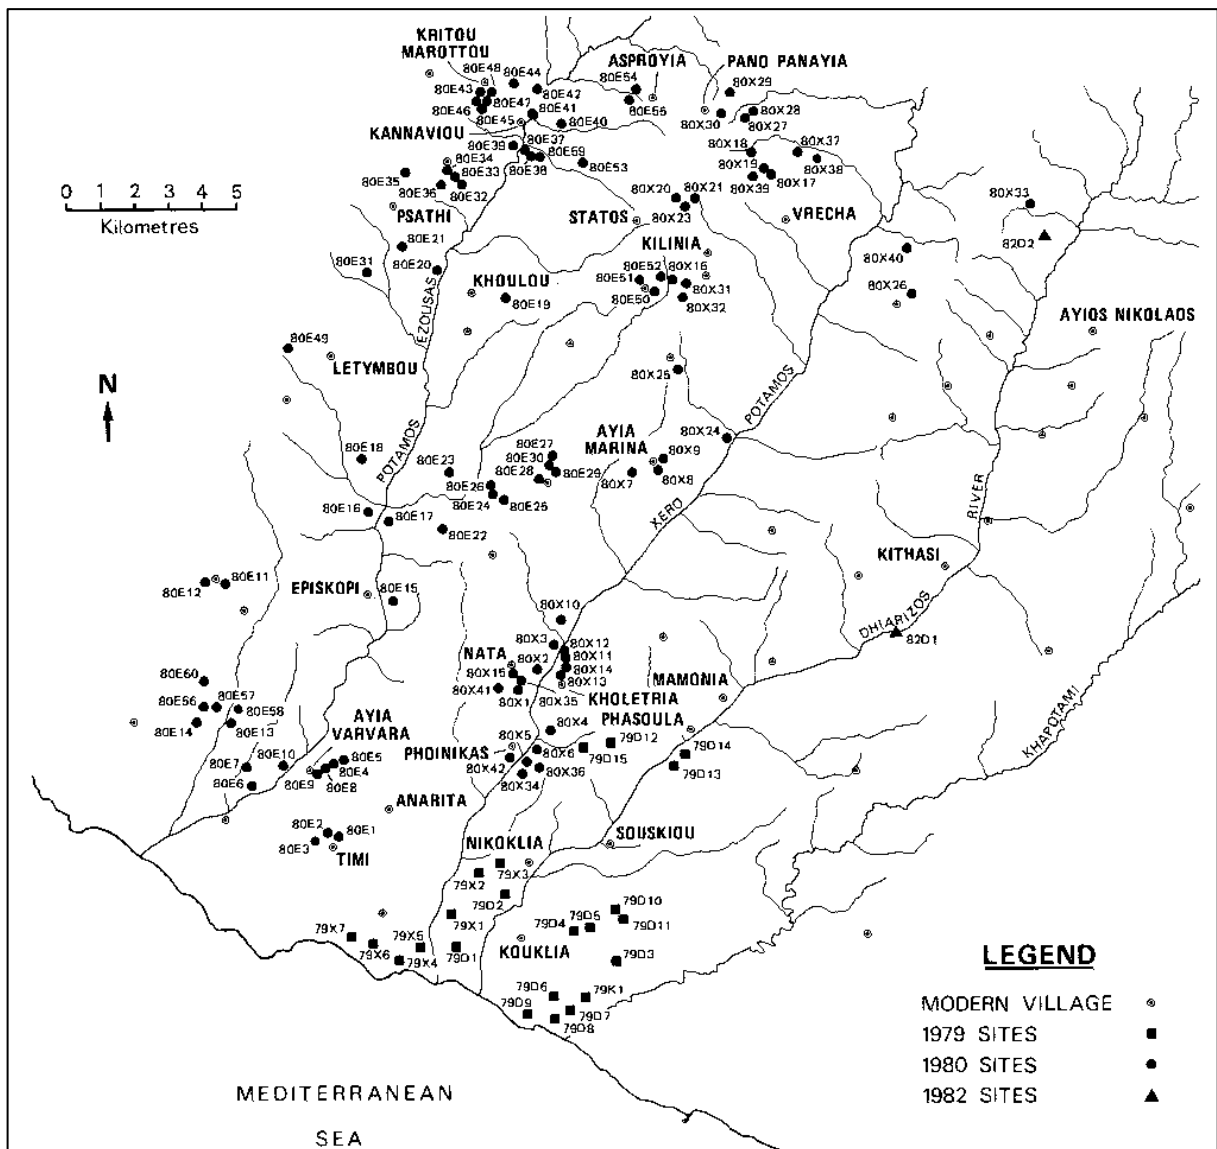 KRITOU
MAROTTOU
80E48
80E44
80E43
80E42
80E46
80E47
80E41
80E45
80E40
ASPROYIA
80E54
80E55
PANO PANAYIA
80X29
80X28
80X30
80X27
KANNAVIOU
80E37
80E39
80E59
80E38
80E53
80X18
80X37
80X19
80X38
80X39
80X17
80E34
80E33
80E35
80E36
80E32
PSATHI
0 1 2 3 4 5
Kilometres
80X20
80X21
80X23
STATOS
VRECHA
80X33
82D2
80E21
80E31
80E20
KILINIA
80X40
80X26
KHOULOU
80E19
80E52
80X16
80E51
80X31
80E50
80X32
EZOUSAS
POTAMOS
AYIOS NIKOLAOS
80E49
LETYMBOU
80X25
N
XERO
POTAMOS
AYIA
MARINA
80X24
80X9
80X7
80X8
80E18
80E23
80E27
80E30
80E28
80E29
80E26
80E24
80E25
80E16
80E17
80E22
DHIARIZOS
RIVER
KITHASI
82D1
80E11
80E12
EPISKOPI
80E15
80X10
80X3
80X12
80X11
80X2
80X14
80X13
NATA
80X15
80X41
80X1
80X35
KHOLETRIA
MAMONIA
PHASOULA
KHAPOTAMI
80E60
80E56
80E57
80E58
80E14
80E13
AYIA
VARVARA
80E10
80E7
80E6
80E5
80E4
80E9
80E8
80X4
80X5
PHOINIKAS
80X6
80X42
80X36
80X34
79D12
79D15
79D14
79D13
ANARITA
80E2
80E1
80E3
TIMI
NIKOKLIA
SOUSKIOU
79X3
79X2
79D2
79X1
79X7
79X6
79X5
79X4
79D1
79D10
79D5
79D4
79D11
KOUKLIA
79D3
79D6
79K1
79D9
79D7
79D8
LEGEND
MODERN VILLAGE
1979 SITES
1980 SITES
1982 SITES
MEDITERRANEAN
SEA